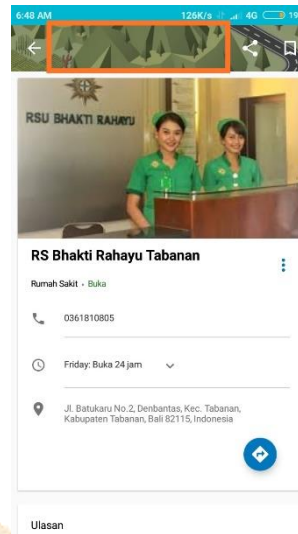 6:48 AM
126K/s
4G
19
RSU BHAKTI RAHAYU
RS Bhakti Rahayu Tabanan
Rumah Sakit - Buka
0361810805
Friday: Buka 24 jam
Jl. Batukaru No.2, Denbantas, Kec. Tabanan,
Kabupaten Tabanan, Bali 82115, Indonesia
Ulasan